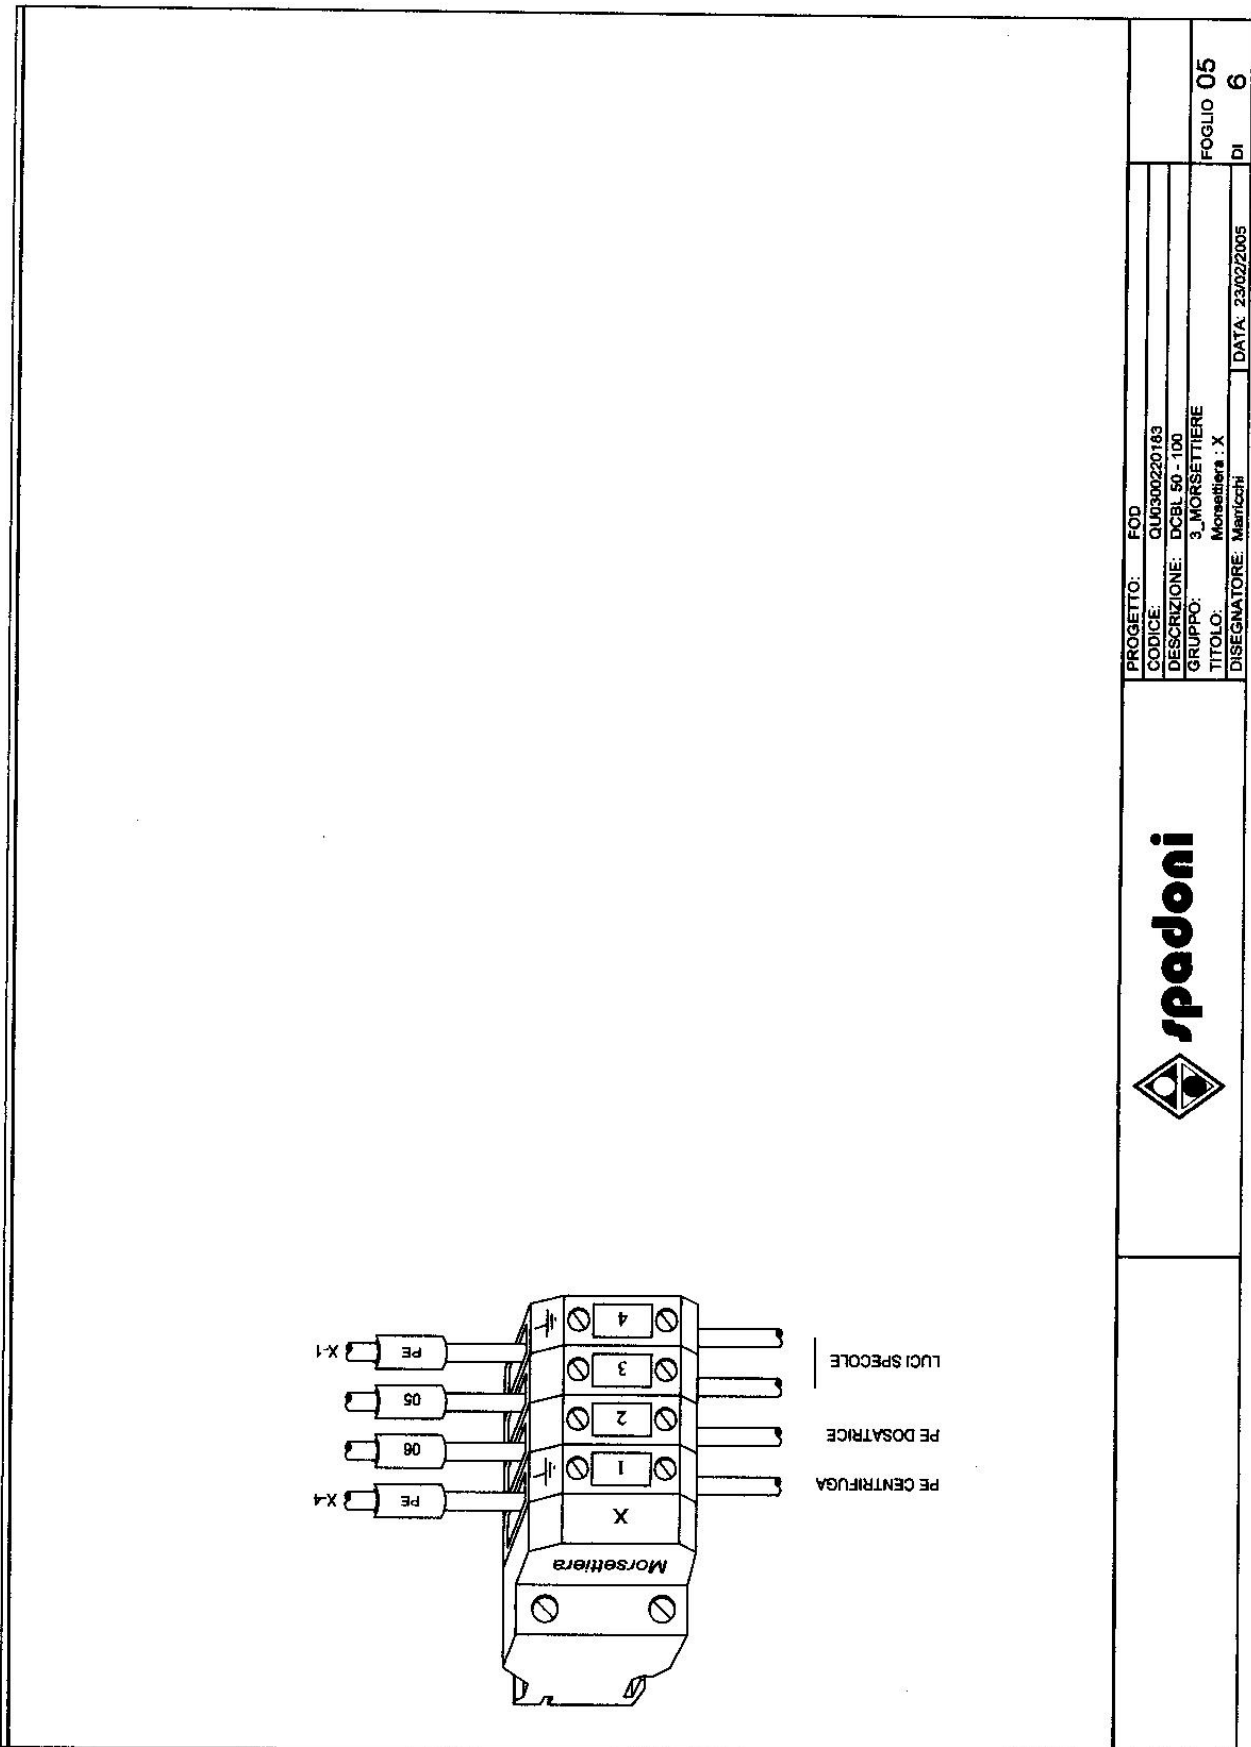 X-1
PE
05
06
PE
X-4
4
3
2
1
X
Morsettiera
LUCI SPECOLE
PE DOSATRICE
PE CENTRIFUGA
spadoni
PROGETTO: FOD
CODICE: QU0300220183
DESCRIZIONE: DCBL 50 - 100
GRUPPO: 3_MORSETTIERE
TITOLO: Morsettiera : X
DISEGNATORE: Marricchi DATA: 23/02/2005
FOGLIO 05
DI 6